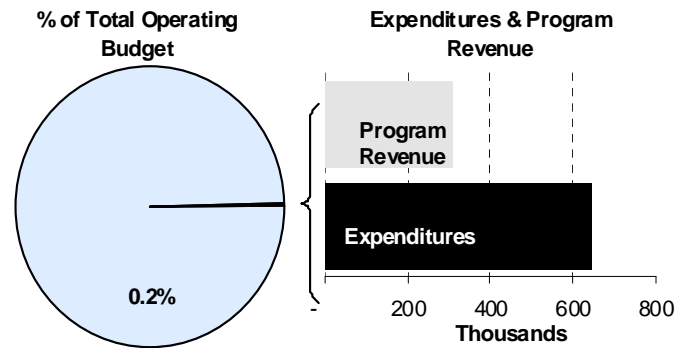 % of Total Operating
Budget
Expenditures & Program
Revenue
Program
Revenue
Expenditures
0.2%
- 200 400 600 800
Thousands